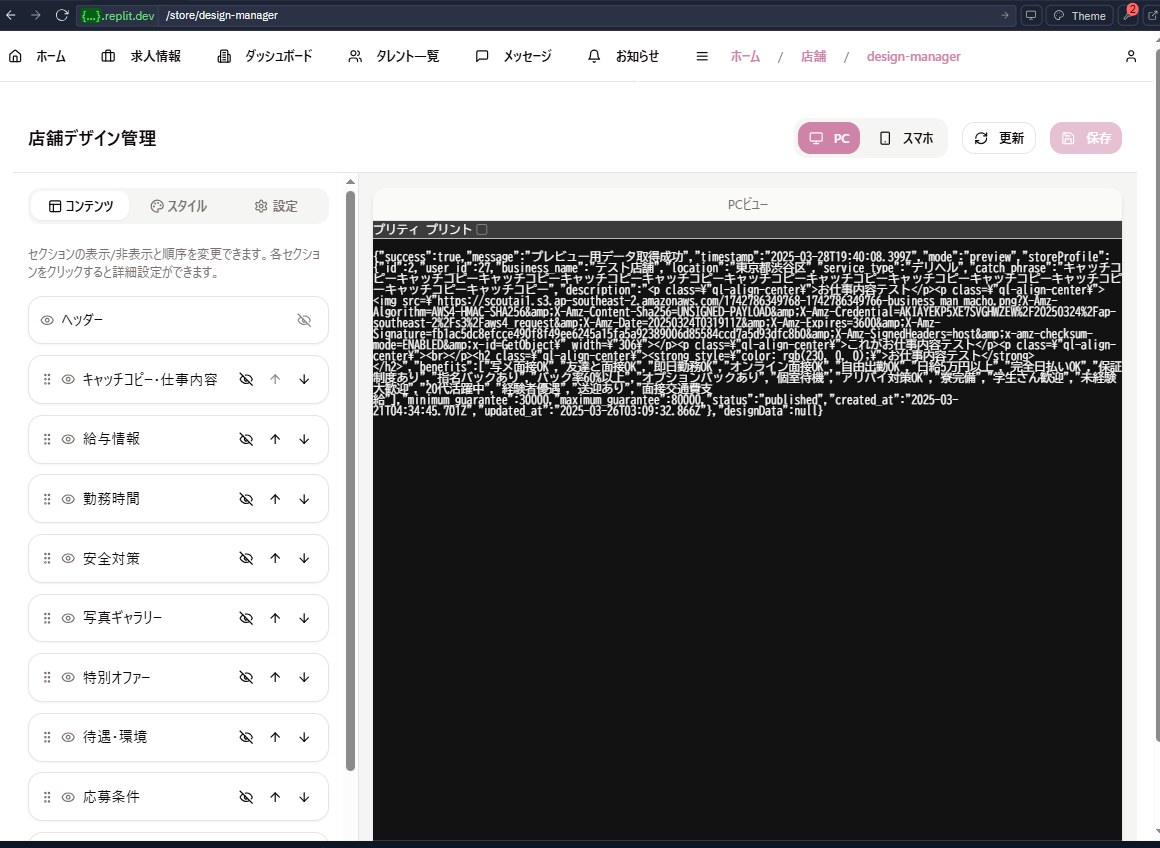 {...}.replit.dev /store/design-manager Theme 2
ホーム 求人情報 ダッシュボード タレント一覧 メッセージ お知らせ ホーム / 店舗 / design-manager
店舗デザイン管理 PC スマホ 更新 保存
コンテンツ スタイル 設定
セクションの表示/非表示と順序を変更できます。各セクションをクリックすると詳細設定ができます。
ヘッダー
キャッチコピー・仕事内容
給与情報
勤務時間
安全対策
写真ギャラリー
特別オファー
待遇・環境
応募条件
PCビュー
プリティ プリント
{"success":true,"message":"プレビュー用データ取得成功","timestamp":"2025-03-28T19:40:08.399Z","mode":"preview","storeProfile":
{"id":2,"user_id":27,"business_name":"テスト店舗","location":"東京都渋谷区","service_type":"デリヘル","catch_phrase":"キャッチコ
ピーキャッチコピーキャッチコピーキャッチコピーキャッチコピーキャッチコピーキャッチコピーキャッチコピーキャッチコピーキャッチコピ
ーキャッチコピーキャッチコピー","description":"<p class=¥"ql-align-center¥">お仕事内容テスト</p><p class=¥"ql-align-center¥">
<img src=¥"https://scoutai1.s3.ap-southeast-2.amazonaws.com/1742786349768-1742786349766-business_man_macho.png?X-Amz-
Algorithm=AWS4-HMAC-SHA256&amp;X-Amz-Content-Sha256=UNSIGNED-PAYLOAD&amp;X-Amz-Credential=AKIAYEKP5XE7SVGHWZEW%2F20250324%2Fap-
southeast-2%2Fs3%2Faws4_request&amp;X-Amz-Date=20250324T031911Z&amp;X-Amz-Expires=3600&amp;X-Amz-
Signature=fb1ac5dc8efcce490f8f49ee6245a15fa5a92389006d85584ccd7a5d93dfc8b0&amp;X-Amz-SignedHeaders=host&amp;x-amz-checksum-
mode=ENABLED&amp;x-id=GetObject¥" width=¥"306¥"></p><p class=¥"ql-align-center¥">これがお仕事内容テスト</p><p class=¥"ql-align-
center¥"><br></p><h2 class=¥"ql-align-center¥"><strong style=¥"color: rgb(230, 0, 0);¥">お仕事内容テスト</strong>
</h2>","benefits":["写メ面接OK","友達と面接OK","即日勤務OK","オンライン面接OK","自由出勤OK","日給5万円以上","完全日払いOK","保証
制度あり","指名バックあり","バック率60%以上","オプションバックあり","個室待機","アリバイ対策OK","寮完備","学生さん歓迎","未経験
大歓迎","20代活躍中","経験者優遇","送迎あり","面接交通費支
給"],"minimum_guarantee":30000,"maximum_guarantee":80000,"status":"published","created_at":"2025-03-
21T04:34:45.701Z","updated_at":"2025-03-26T03:09:32.866Z"},"designData":null}